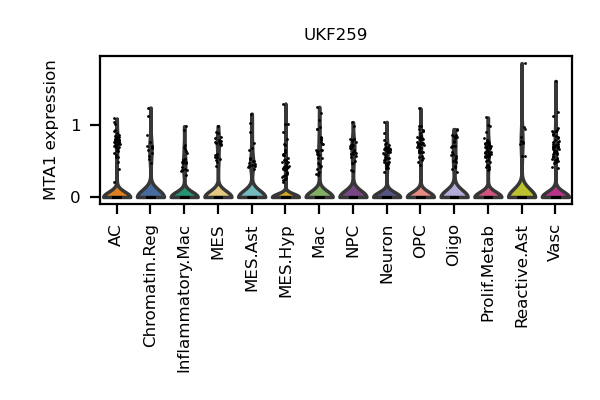 UKF259
MTA1 expression
1
0
AC
Chromatin.Reg
Inflammatory.Mac
MES
MES.Ast
MES.Hyp
Mac
NPC
Neuron
OPC
Oligo
Prolif.Metab
Reactive.Ast
Vasc